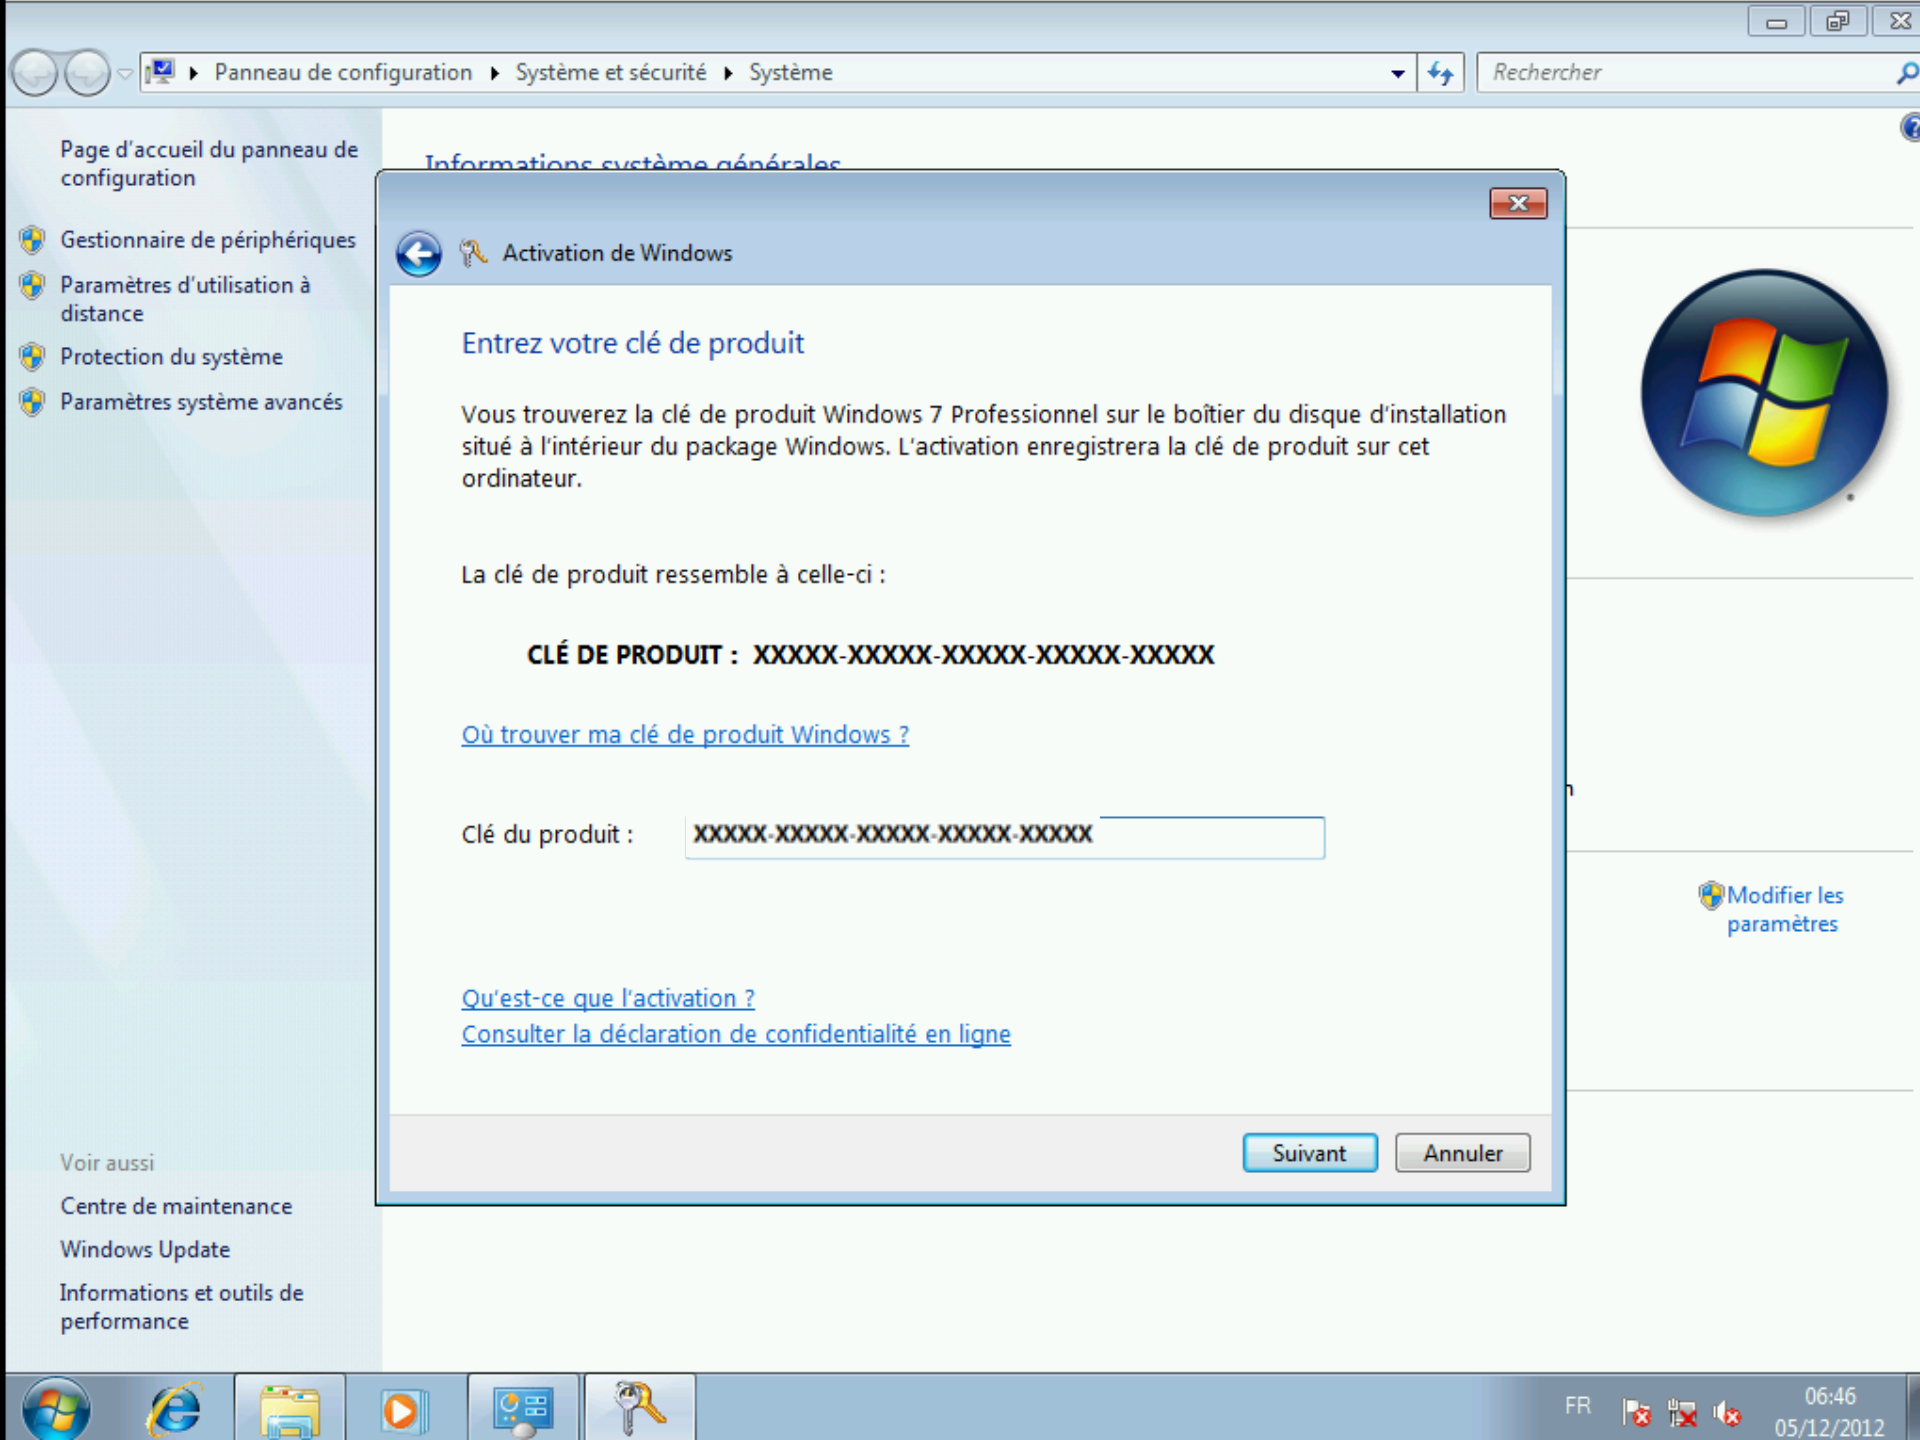 Panneau de configuration ▸ Système et sécurité ▸ Système
Rechercher
Page d'accueil du panneau de
configuration
Gestionnaire de périphériques
Paramètres d'utilisation à
distance
Protection du système
Paramètres système avancés
Informations système générales
Activation de Windows
Entrez votre clé de produit
Vous trouverez la clé de produit Windows 7 Professionnel sur le boîtier du disque d'installation
situé à l'intérieur du package Windows. L'activation enregistrera la clé de produit sur cet
ordinateur.
La clé de produit ressemble à celle-ci :
CLÉ DE PRODUIT : XXXXX-XXXXX-XXXXX-XXXXX-XXXXX
Où trouver ma clé de produit Windows ?
Clé du produit : XXXXX-XXXXX-XXXXX-XXXXX-XXXXX
Qu'est-ce que l'activation ?
Consulter la déclaration de confidentialité en ligne
Suivant Annuler
Modifier les
paramètres
Voir aussi
Centre de maintenance
Windows Update
Informations et outils de
performance
FR
06:46
05/12/2012